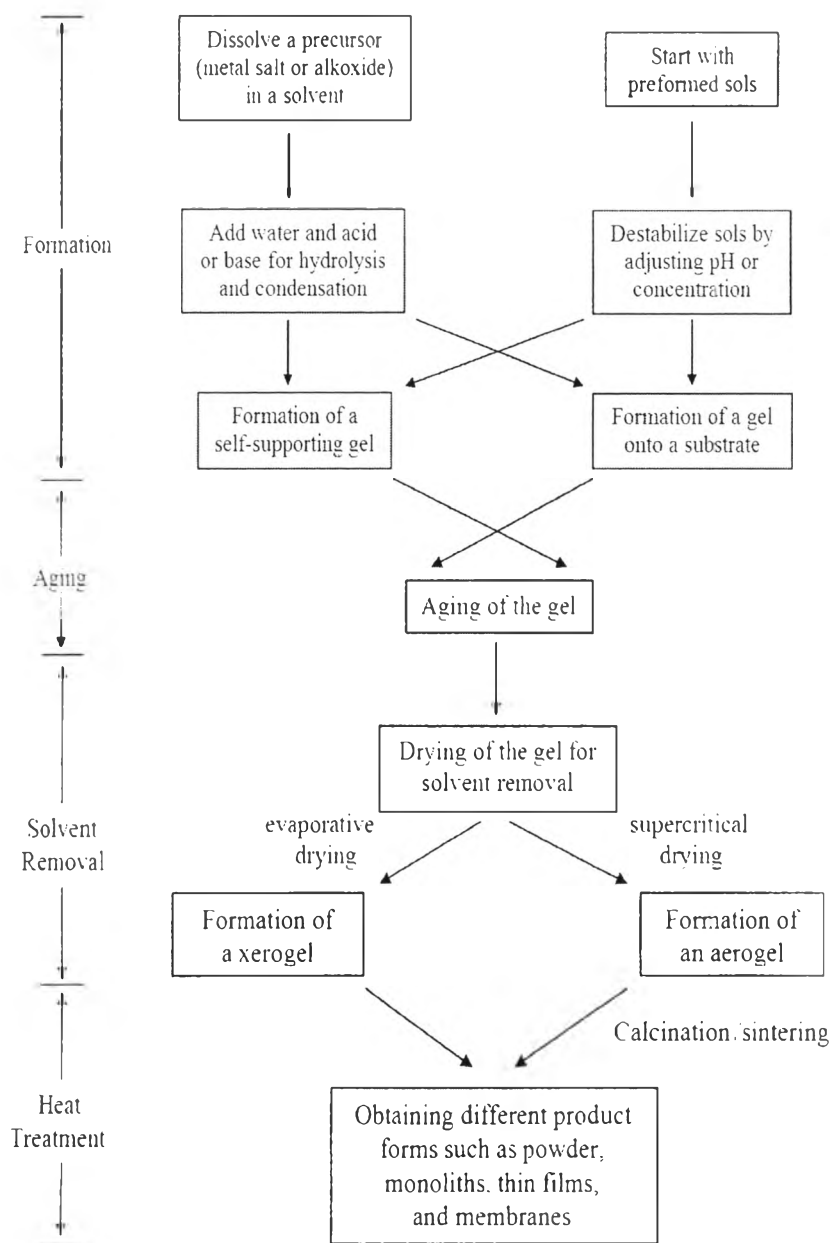 Dissolve a precursor
(metal salt or alkoxide)
in a solvent
Start with
preformed sols
Formation
Add water and acid
or base for hydrolysis
and condensation
Destabilize sols by
adjusting pH or
concentration
Formation of a
self-supporting gel
Formation of a gel
onto a substrate
Aging
Aging of the gel
Drying of the gel for
solvent removal
Solvent
Removal
evaporative
drying
supercritical
drying
Formation of
a xerogel
Formation of
an aerogel
Calcination/sintering
Heat
Treatment
Obtaining different product
forms such as powder,
monoliths, thin films,
and membranes